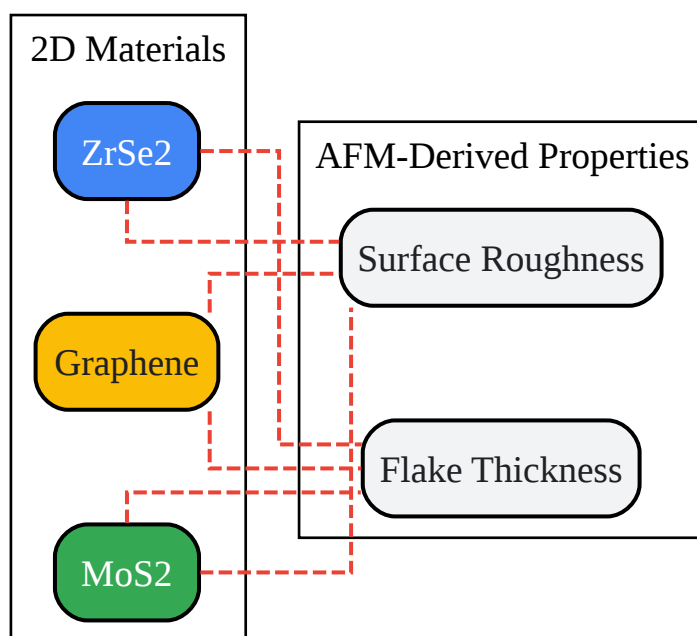 2D Materials
ZrSe2
Graphene
MoS2
AFM-Derived Properties
Surface Roughness
Flake Thickness